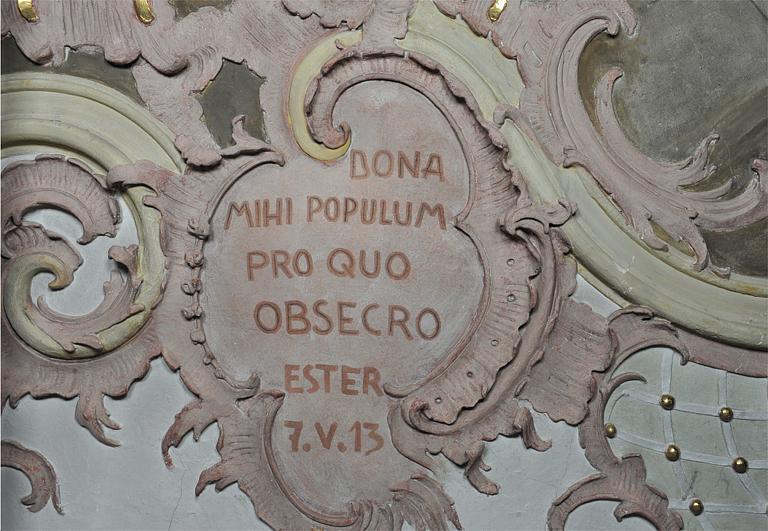 DONA
MIHI POPULUM
PRO QUO
OBSECRO
ESTER
7.V.13